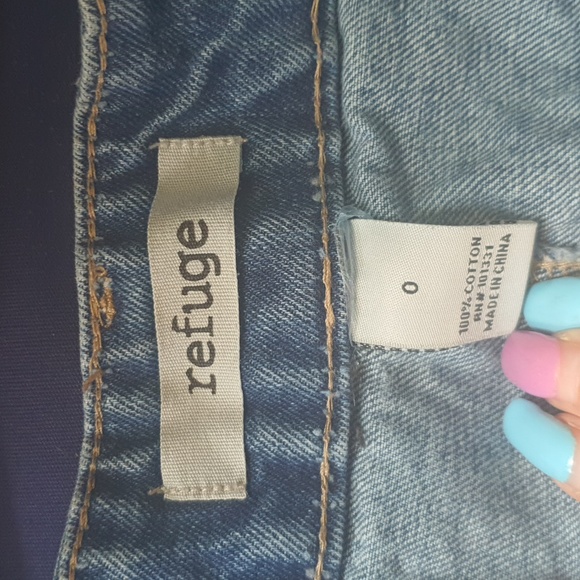 refuge
0
100% COTTON
RN# 101331
MADE IN CHINA